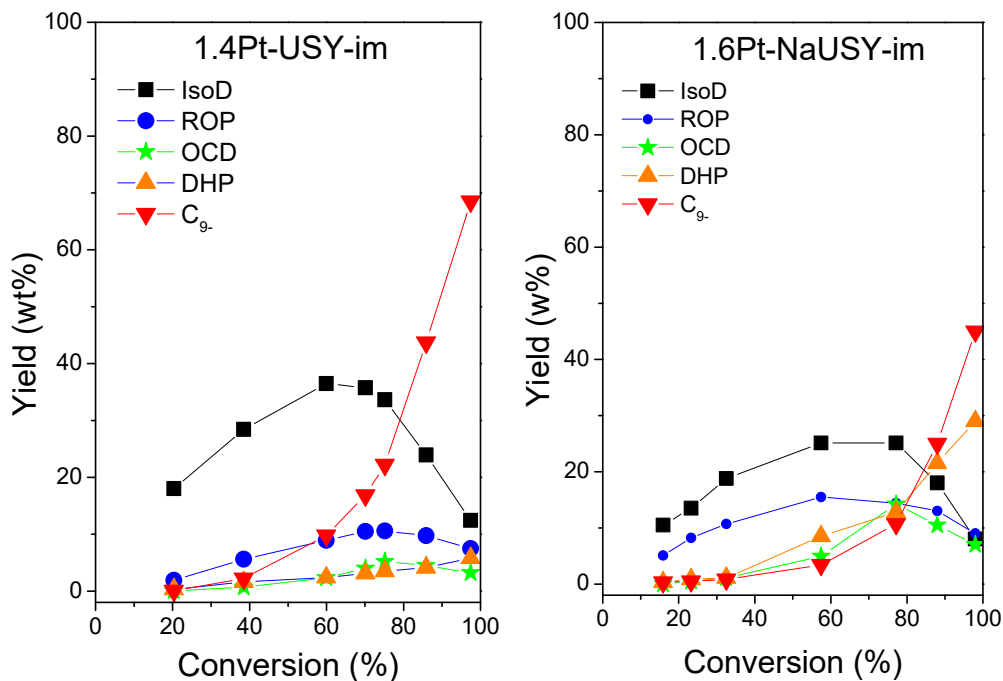 1.4Pt-USY-im
IsoD
ROP
OCD
DHP
C₉₋
100
80
60
40
20
0
Yield (wt%)
0 20 40 60 80 100
Conversion (%)
1.6Pt-NaUSY-im
IsoD
ROP
OCD
DHP
C₉₋
100
80
60
40
20
0
Yield (w%)
0 20 40 60 80 100
Conversion (%)